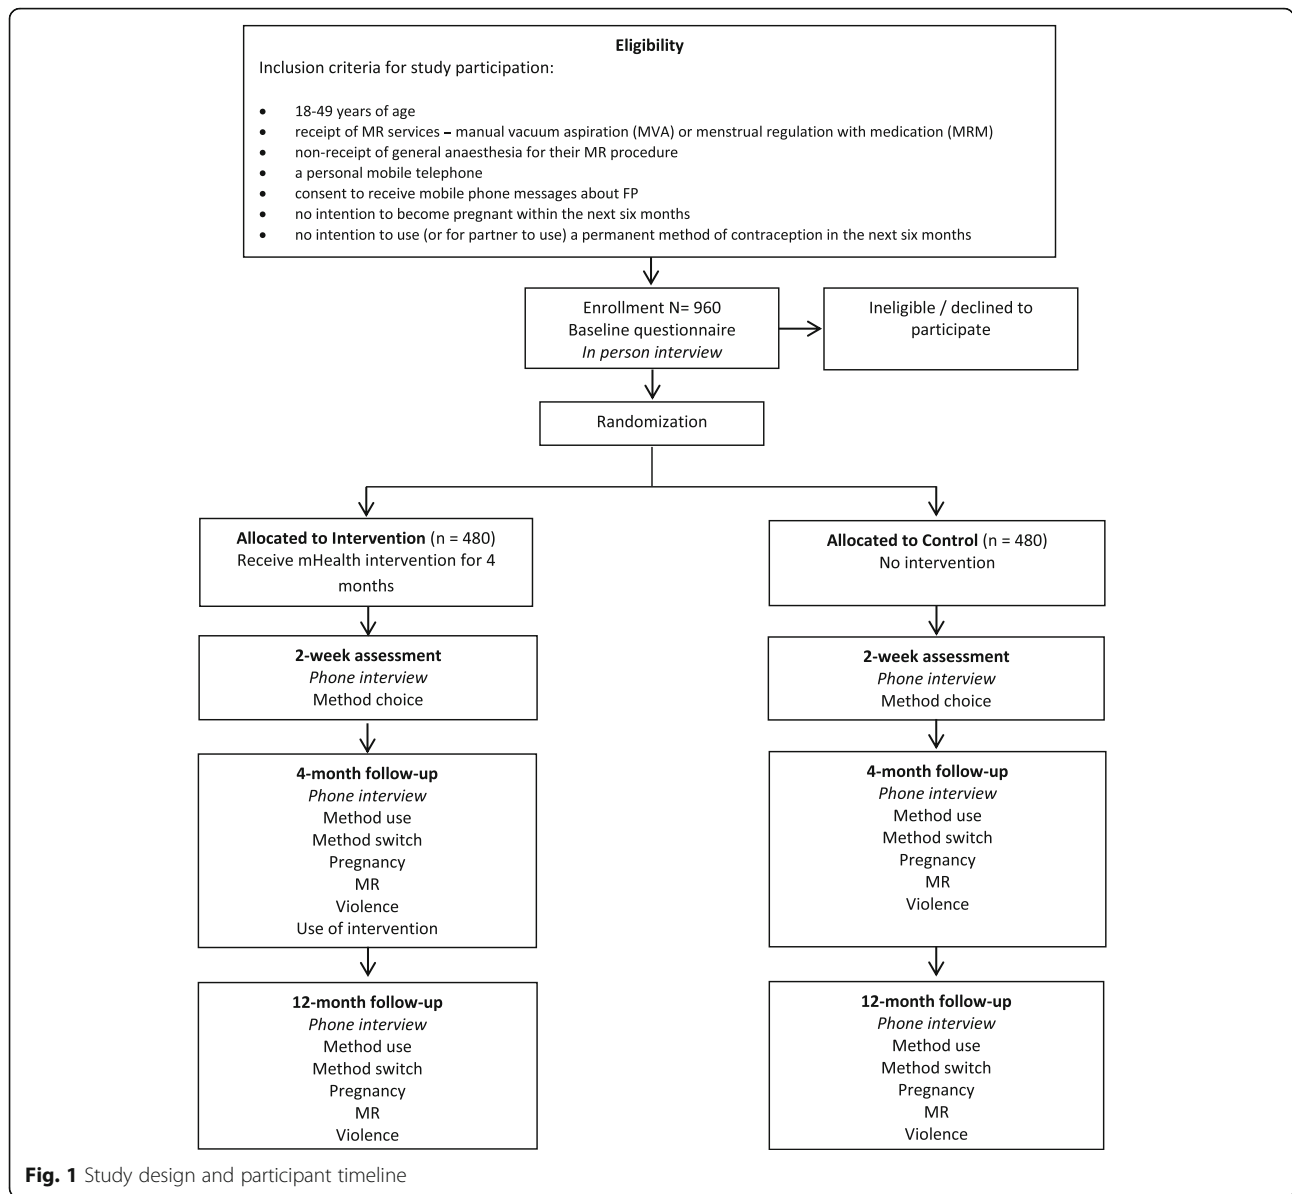 Eligibility
Inclusion criteria for study participation:
• 18-49 years of age
• receipt of MR services – manual vacuum aspiration (MVA) or menstrual regulation with medication (MRM)
• non-receipt of general anaesthesia for their MR procedure
• a personal mobile telephone
• consent to receive mobile phone messages about FP
• no intention to become pregnant within the next six months
• no intention to use (or for partner to use) a permanent method of contraception in the next six months
Enrollment N= 960
Baseline questionnaire
In person interview
Ineligible / declined to
participate
Randomization
Allocated to Intervention (n = 480)
Receive mHealth intervention for 4
months
Allocated to Control (n = 480)
No intervention
2-week assessment
Phone interview
Method choice
2-week assessment
Phone interview
Method choice
4-month follow-up
Phone interview
Method use
Method switch
Pregnancy
MR
Violence
Use of intervention
4-month follow-up
Phone interview
Method use
Method switch
Pregnancy
MR
Violence
12-month follow-up
Phone interview
Method use
Method switch
Pregnancy
MR
Violence
12-month follow-up
Phone interview
Method use
Method switch
Pregnancy
MR
Violence
Fig. 1 Study design and participant timeline